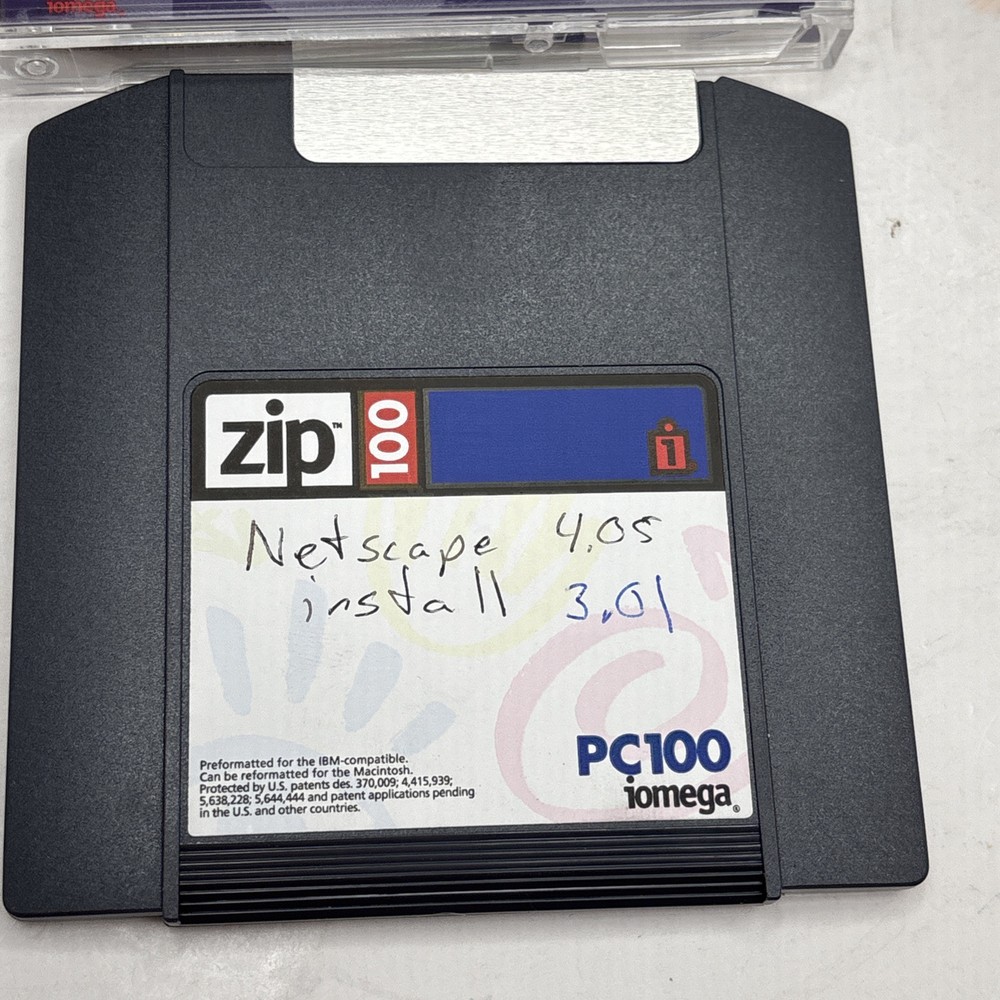 iomega.
zip™ 100 i
Netscape 4.05
install 3.01
PC100
iomega®
Preformatted for the IBM-compatible.
Can be reformatted for the Macintosh.
Protected by U.S. patents des. 370,009; 4,415,939;
5,638,228; 5,644,444 and patent applications pending
in the U.S. and other countries.